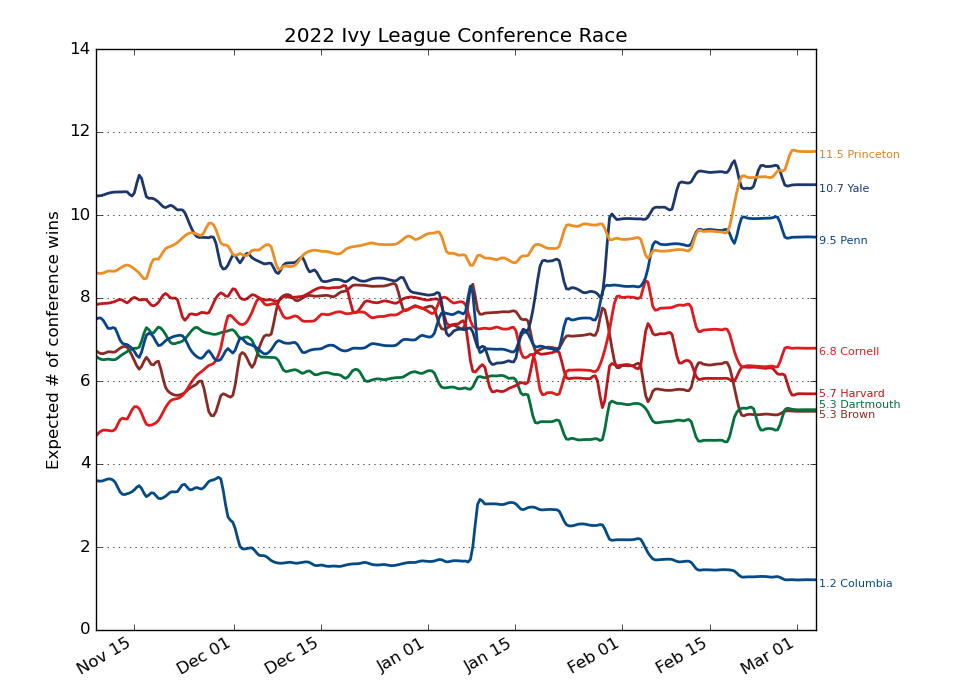 2022 Ivy League Conference Race
Expected # of conference wins
14
12
10
8
6
4
2
0
11.5 Princeton
10.7 Yale
9.5 Penn
6.8 Cornell
5.7 Harvard
5.3 Dartmouth
5.3 Brown
1.2 Columbia
Nov 15
Dec 01
Dec 15
Jan 01
Jan 15
Feb 01
Feb 15
Mar 01